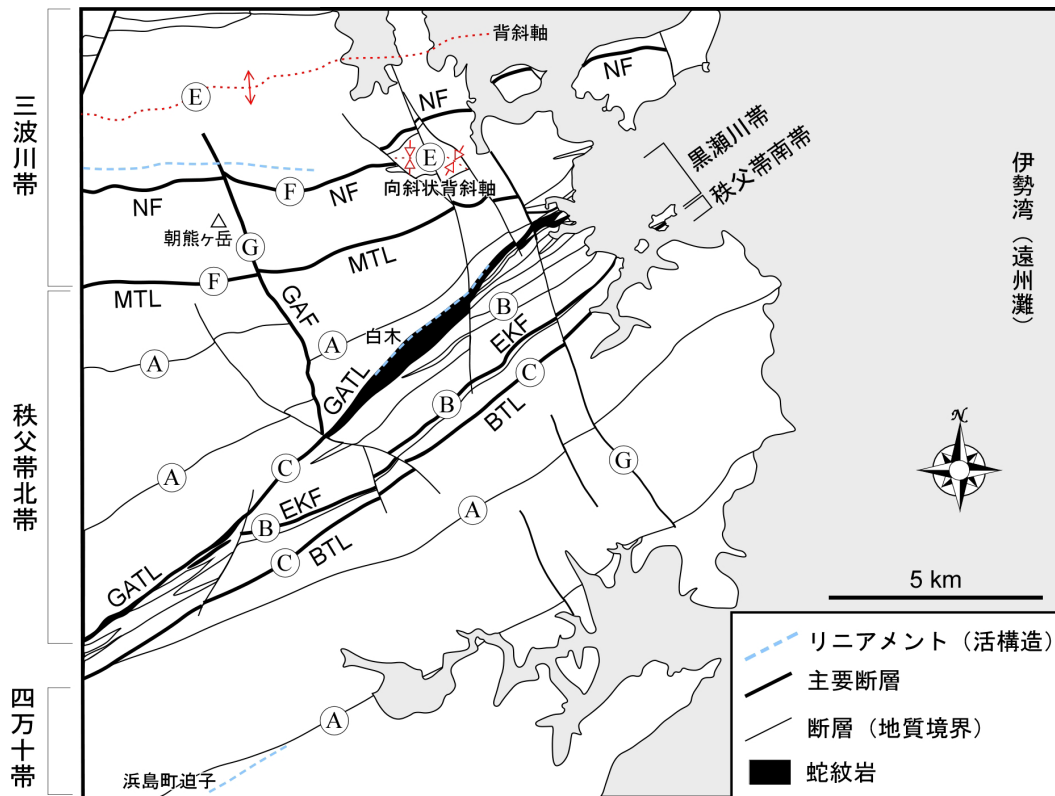 背斜軸
E
NF
NF
NF
E
向斜状背斜軸
黒瀬川帯
秩父帯南帯
伊勢湾（遠州灘）
三波川帯
F
NF
NF
朝熊ヶ岳
G
MTL
F
MTL
GAF
A
A
白木
B
EKF
GATL
B
C
BTL
秩父帯北帯
A
C
G
EKF
A
B
BTL
C
GATL
N
5 km
四万十帯
A
浜島町迫子
リニアメント（活構造）
主要断層
断層（地質境界）
蛇紋岩